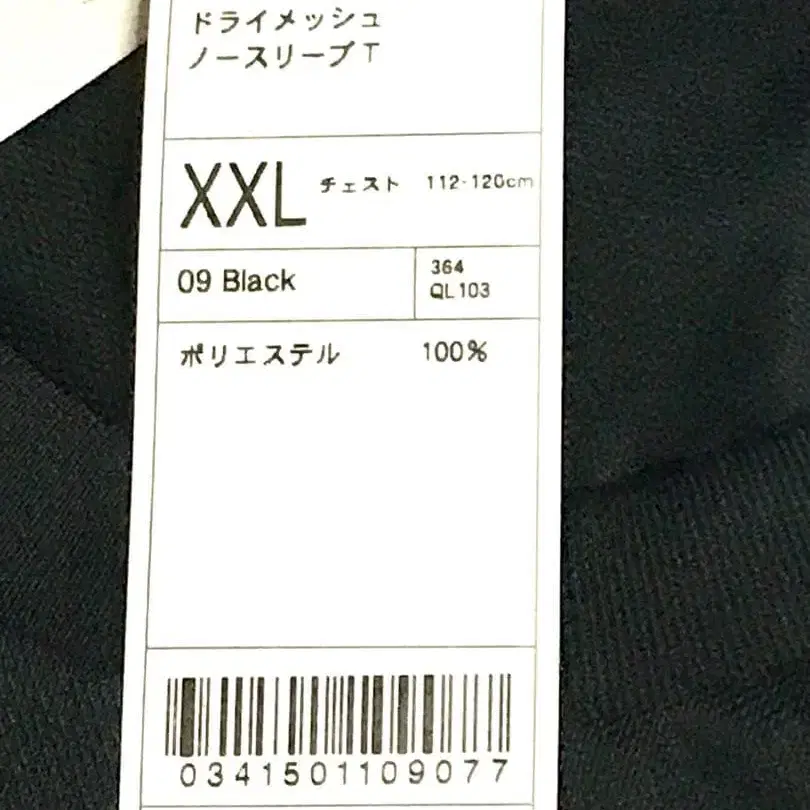 ドライメッシュ
ノースリーブT
XXL チェスト 112-120cm
09 Black
364
QL103
ポリエステル 100%
0341501109077